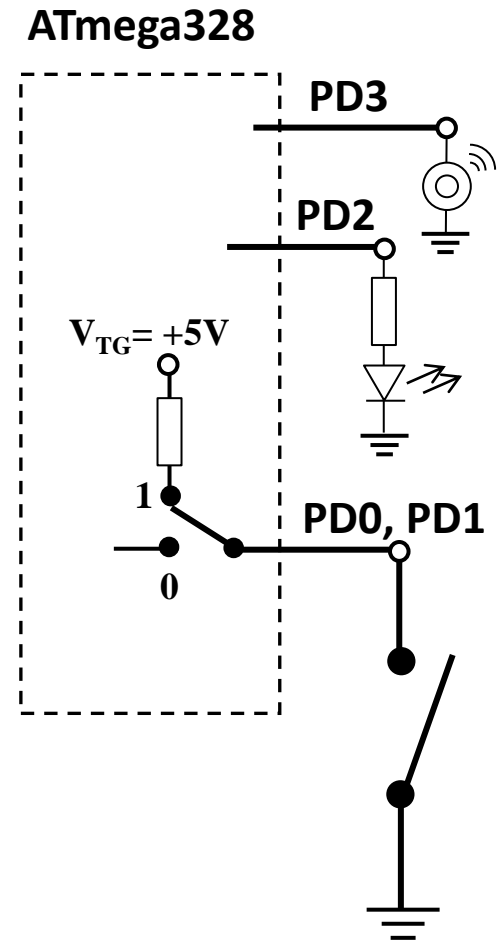 ATmega328
PD3
PD2
VTG= +5V
1
PD0, PD1
0